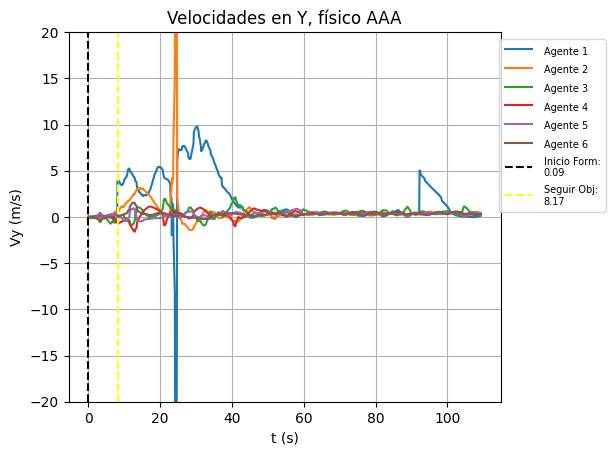 Velocidades en Y, físico AAA
Vy (m/s)
20
15
10
5
0
−5
−10
−15
−20
0
20
40
60
80
100
t (s)
Agente 1
Agente 2
Agente 3
Agente 4
Agente 5
Agente 6
Inicio Form:
0.09
Seguir Obj:
8.17